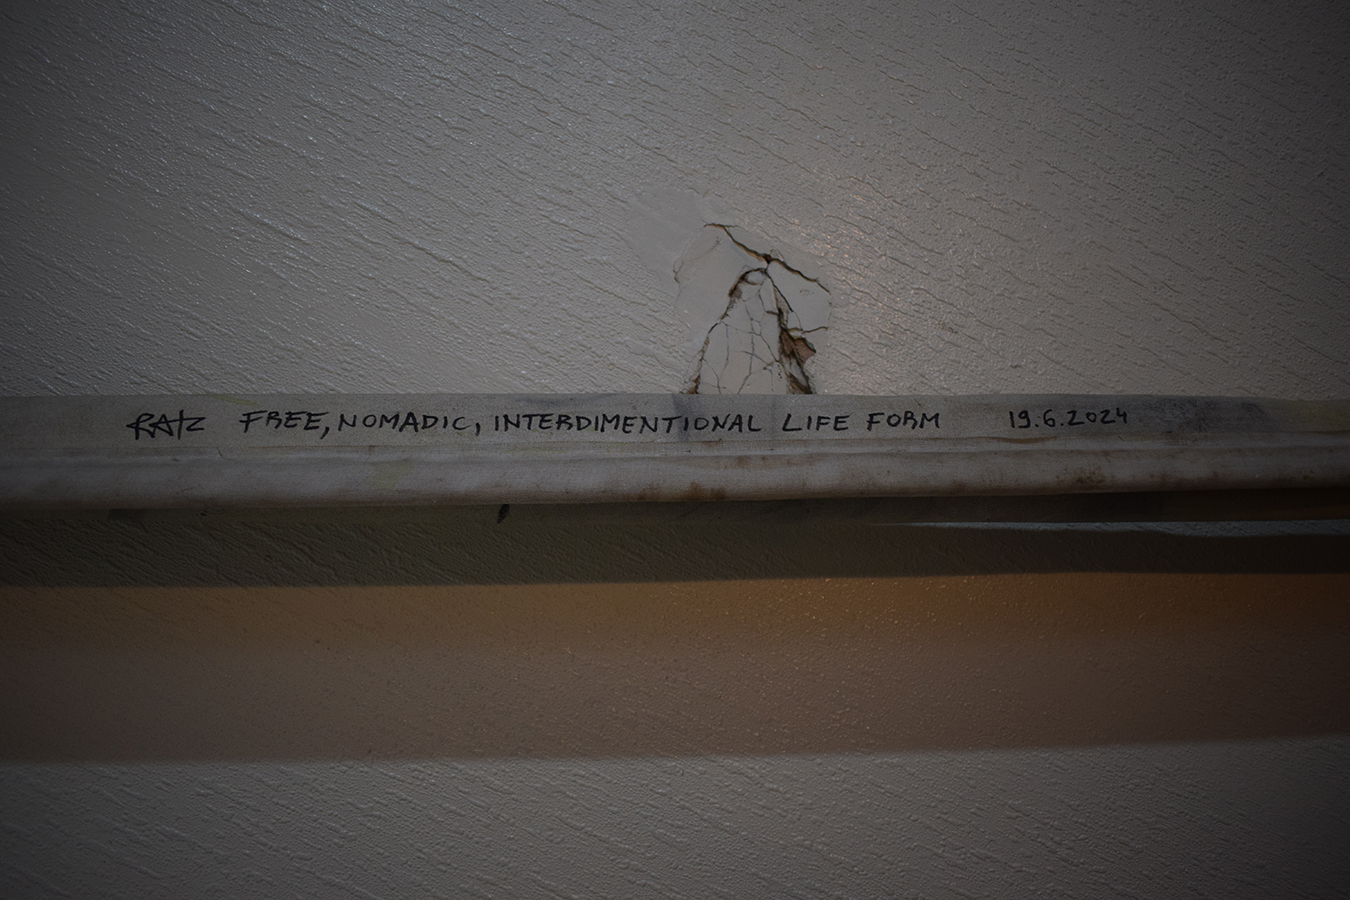 RATZ FREE, NOMADIC, INTERDIMENTIONAL LIFE FORM 19.6.2024